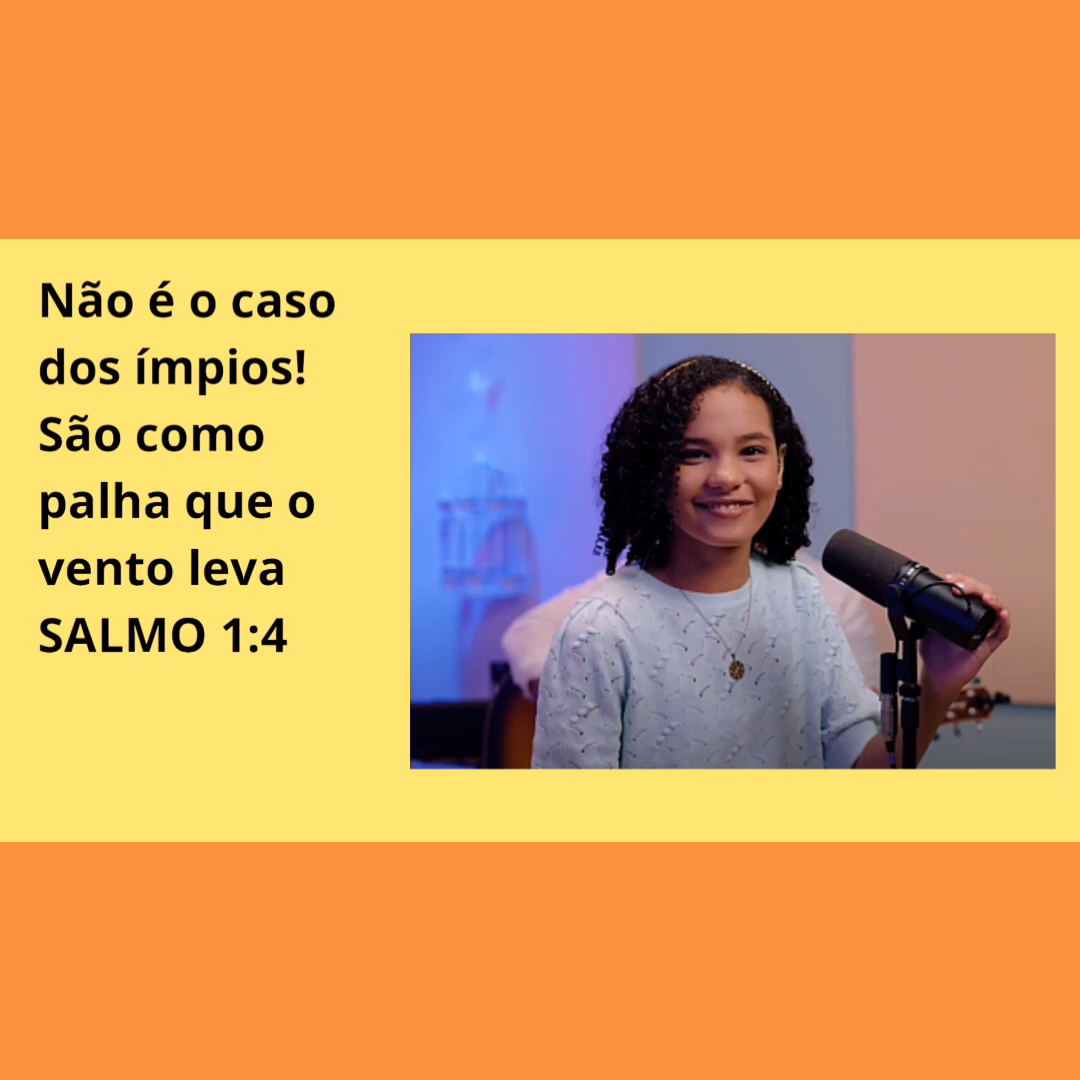 Não é o caso
dos ímpios!
São como
palha que o
vento leva
SALMO 1:4